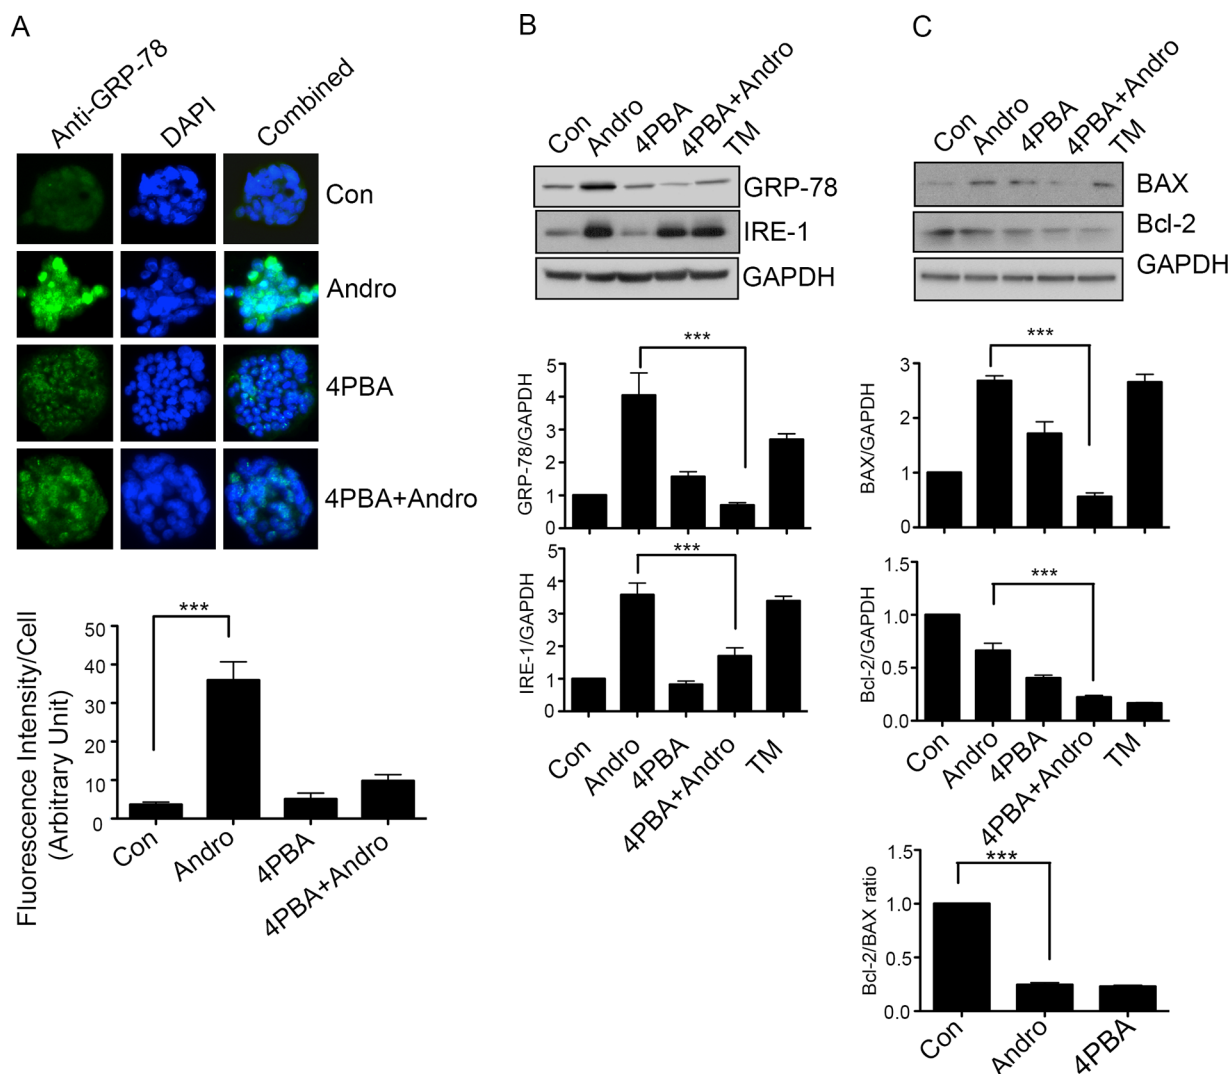 A
Anti-GRP-78
DAPI
Combined
Con
Andro
4PBA
4PBA+Andro
***
Fluorescence Intensity/Cell
(Arbitrary Unit)
50
40
30
20
10
0
Con
Andro
4PBA
4PBA+Andro
B
Con
Andro
4PBA
4PBA+Andro
TM
GRP-78
IRE-1
GAPDH
***
GRP-78/GAPDH
5
4
3
2
1
0
***
IRE-1/GAPDH
5
4
3
2
1
0
Con
Andro
4PBA
4PBA+Andro
TM
C
Con
Andro
4PBA
4PBA+Andro
TM
BAX
Bcl-2
GAPDH
***
BAX/GAPDH
3
2
1
0
***
Bcl-2/GAPDH
1.5
1.0
0.5
0.0
Con
Andro
4PBA
4PBA+Andro
TM
***
Bcl-2/BAX ratio
1.5
1.0
0.5
0.0
Con
Andro
4PBA